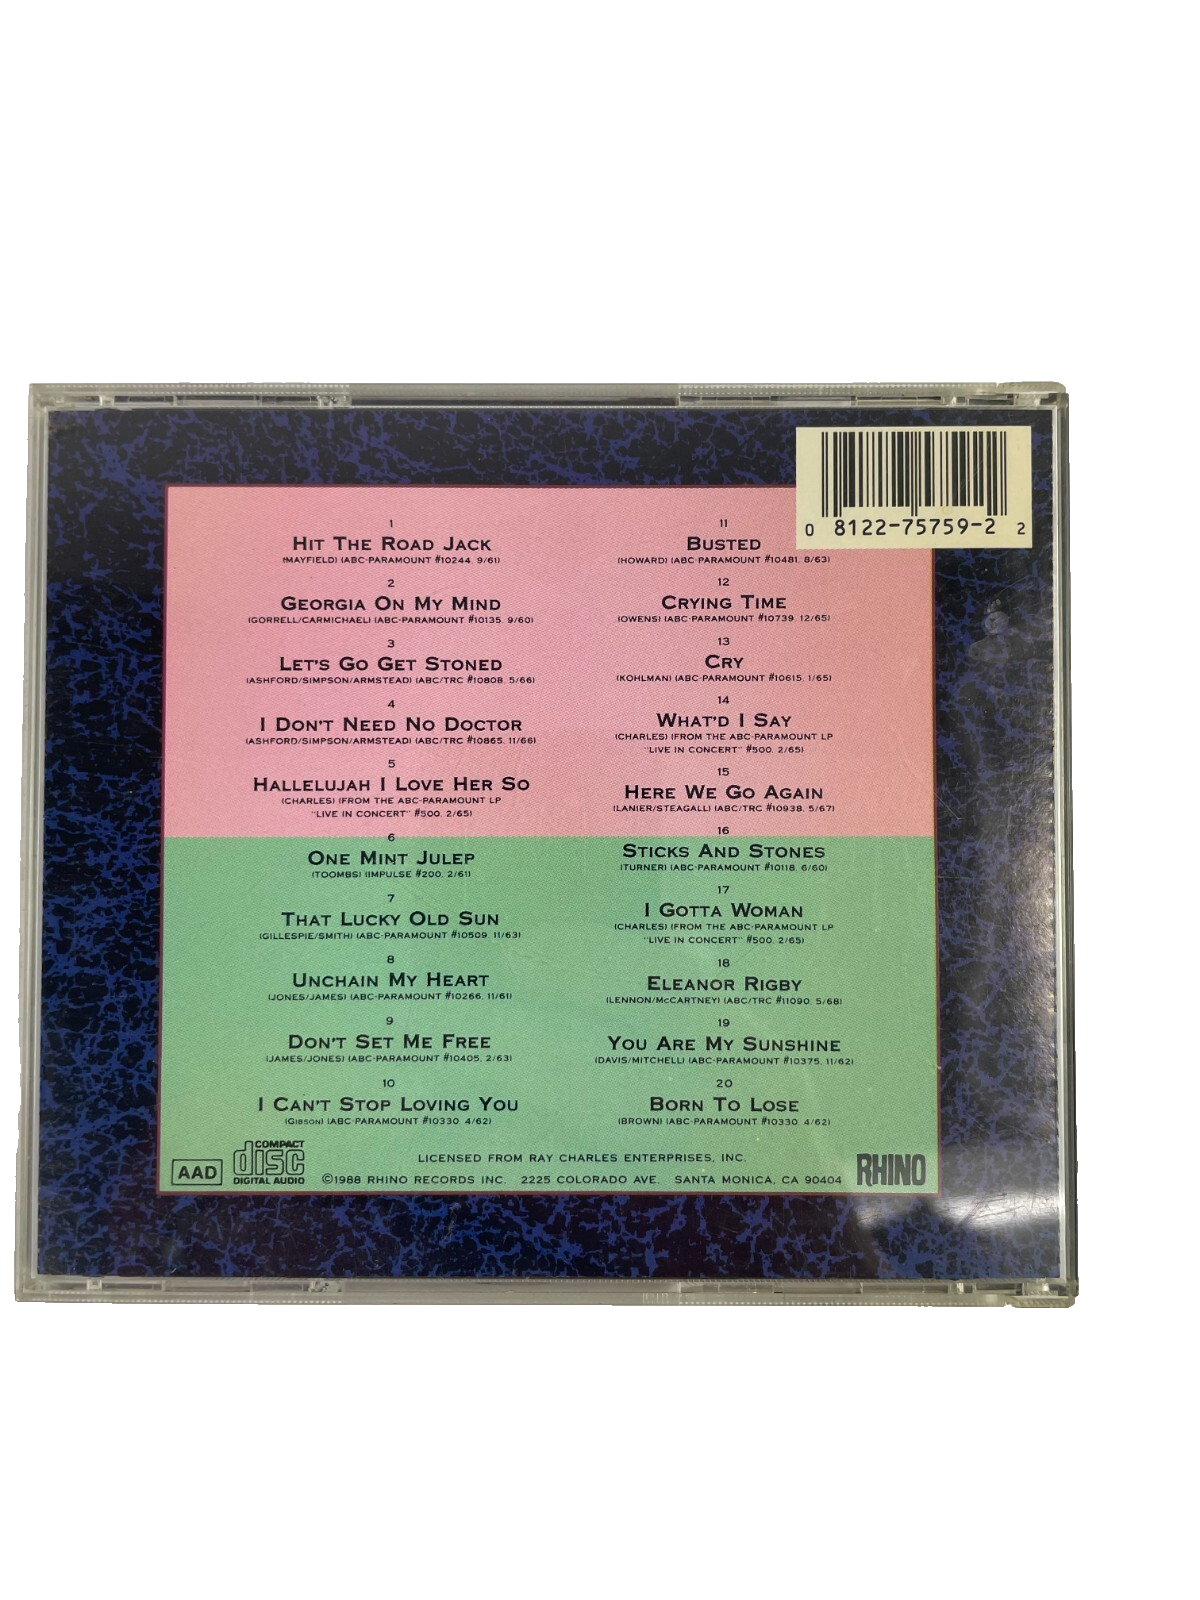 0 8122-75759-2 2
1
HIT THE ROAD JACK
(MAYFIELD) (ABC-PARAMOUNT #10244, 9/61)
2
GEORGIA ON MY MIND
(GORRELL/CARMICHAEL) (ABC-PARAMOUNT #10135, 9/60)
3
LET'S GO GET STONED
(ASHFORD/SIMPSON/ARMSTEAD) (ABC/TRC #10808, 5/66)
4
I DON'T NEED NO DOCTOR
(ASHFORD/SIMPSON/ARMSTEAD) (ABC/TRC #10865, 11/66)
5
HALLELUJAH I LOVE HER SO
(CHARLES) (FROM THE ABC-PARAMOUNT LP
"LIVE IN CONCERT" #500, 2/65)
6
ONE MINT JULEP
(TOOMBS) (IMPULSE #200, 2/61)
7
THAT LUCKY OLD SUN
(GILLESPIE/SMITH) (ABC-PARAMOUNT #10509, 11/63)
8
UNCHAIN MY HEART
(JONES/JAMES) (ABC-PARAMOUNT #10266, 11/61)
9
DON'T SET ME FREE
(JAMES/JONES) (ABC-PARAMOUNT #10405, 2/63)
10
I CAN'T STOP LOVING YOU
(GIBSON) (ABC-PARAMOUNT #10330, 4/62)
11
BUSTED
(HOWARD) (ABC-PARAMOUNT #10481, 8/63)
12
CRYING TIME
(OWENS) (ABC-PARAMOUNT #10739, 12/65)
13
CRY
(KOHLMAN) (ABC-PARAMOUNT #10615, 1/65)
14
WHAT'D I SAY
(CHARLES) (FROM THE ABC-PARAMOUNT LP
"LIVE IN CONCERT" #500, 2/65)
15
HERE WE GO AGAIN
(LANIER/STEAGALL) (ABC/TRC #10938, 5/67)
16
STICKS AND STONES
(TURNER) (ABC-PARAMOUNT #10118, 6/60)
17
I GOTTA WOMAN
(CHARLES) (FROM THE ABC-PARAMOUNT LP
"LIVE IN CONCERT" #500, 2/65)
18
ELEANOR RIGBY
(LENNON/McCARTNEY) (ABC/TRC #11090, 5/68)
19
YOU ARE MY SUNSHINE
(DAVIS/MITCHELL) (ABC-PARAMOUNT #10375, 11/62)
20
BORN TO LOSE
(BROWN) (ABC-PARAMOUNT #10330, 4/62)
AAD
COMPACT
disc
DIGITAL AUDIO
LICENSED FROM RAY CHARLES ENTERPRISES, INC.
©1988 RHINO RECORDS INC. 2225 COLORADO AVE. SANTA MONICA, CA 90404
RHINO